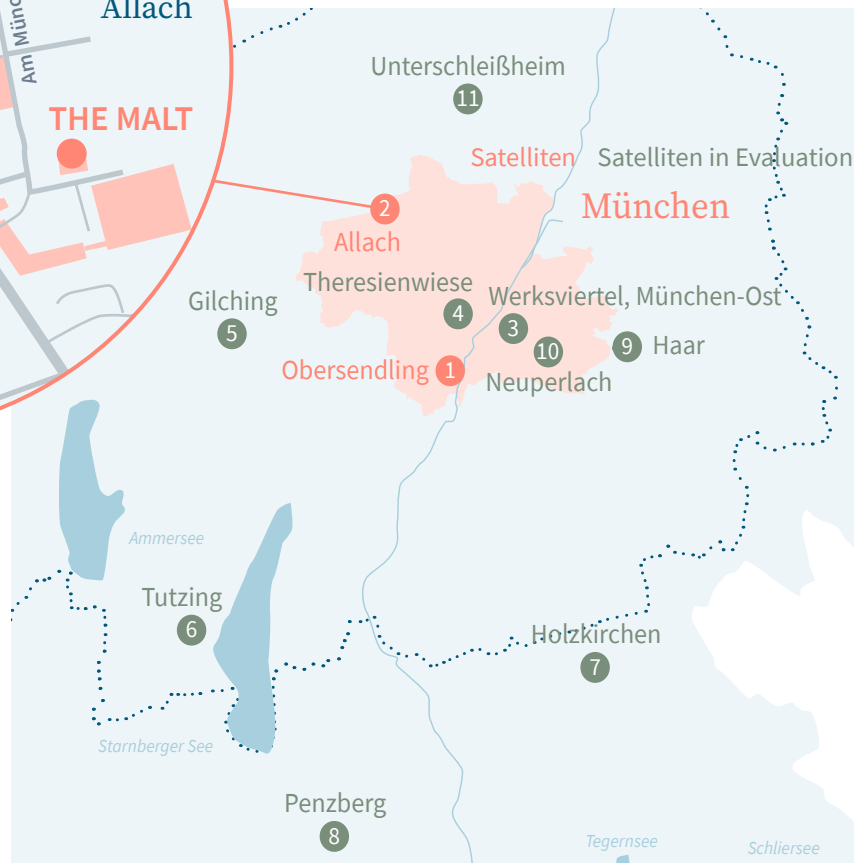 Allach
Am Münc
THE MALT
Unterschleißheim
11
Satelliten
Satelliten in Evaluation
2
München
Allach
Theresienwiese
4
Werksviertel, München-Ost
3
Gilching
5
10
9 Haar
Obersendling 1
Neuperlach
Ammersee
Tutzing
6
Holzkirchen
7
Starnberger See
Penzberg
8
Tegernsee
Schliersee